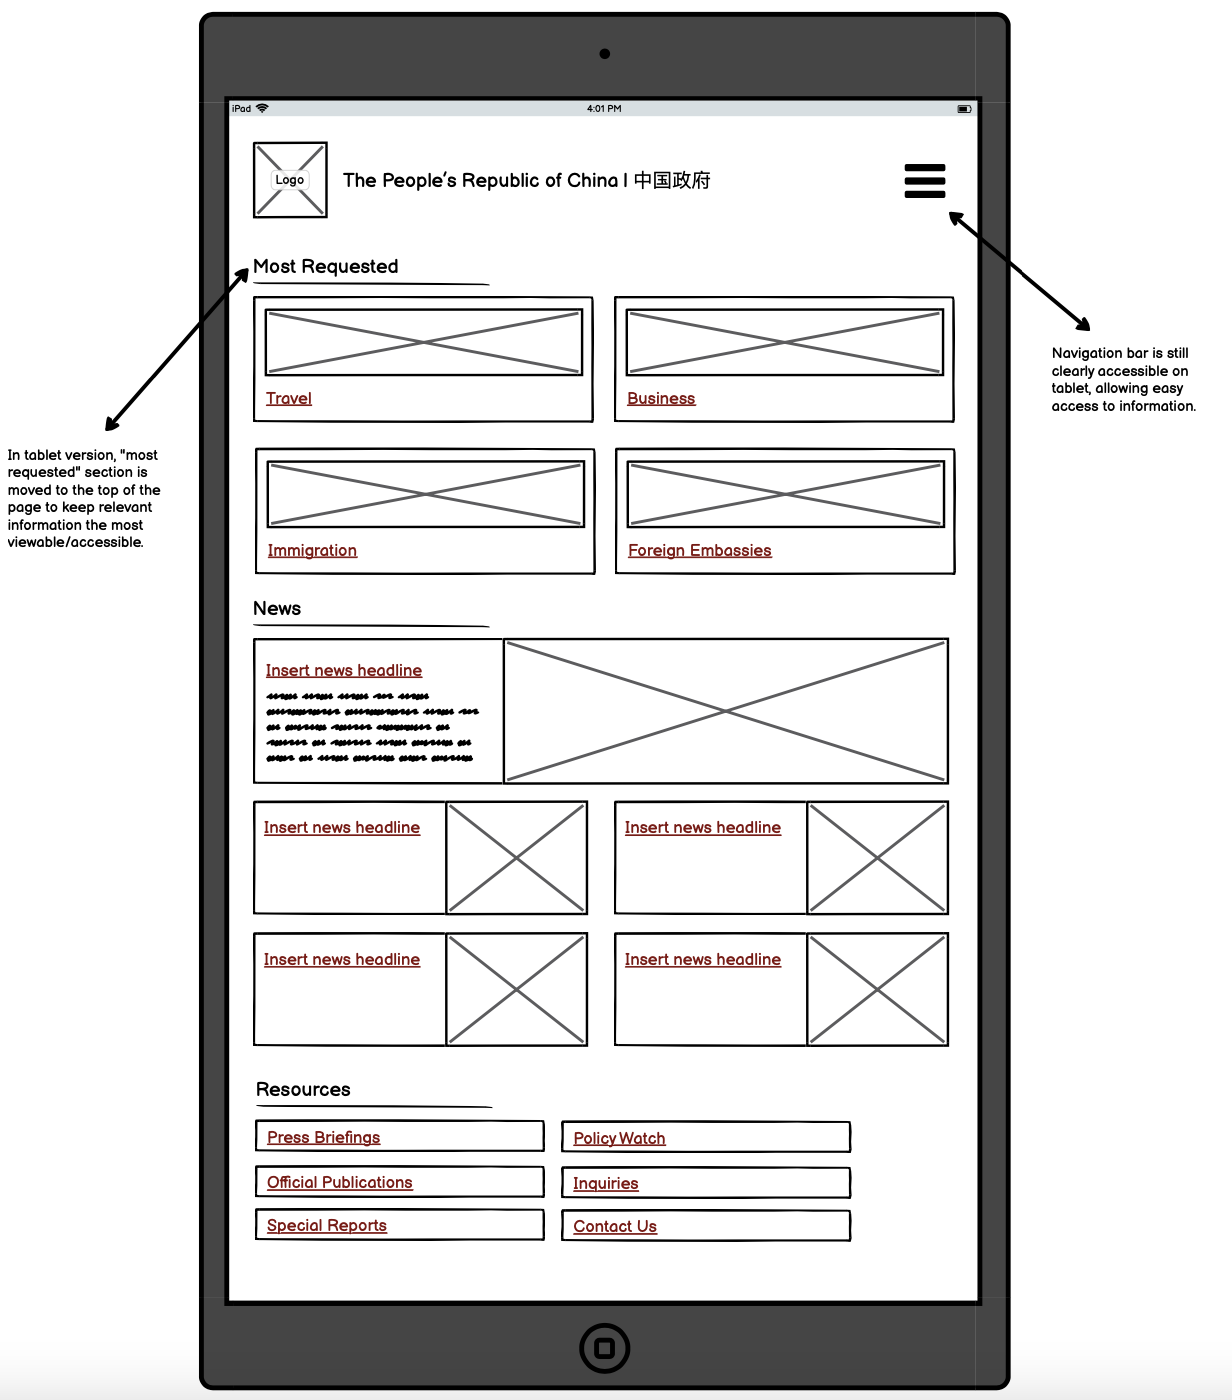 iPad
4:01 PM
Logo
The People's Republic of China | 中国政府
Most Requested
Travel
Business
Immigration
Foreign Embassies
News
Insert news headline
Insert news headline
Insert news headline
Insert news headline
Insert news headline
Resources
Press Briefings
Policy Watch
Official Publications
Inquiries
Special Reports
Contact Us
In tablet version, "most
requested" section is
moved to the top of the
page to keep relevant
information the most
viewable/accessible.
Navigation bar is still
clearly accessible on
tablet, allowing easy
access to information.